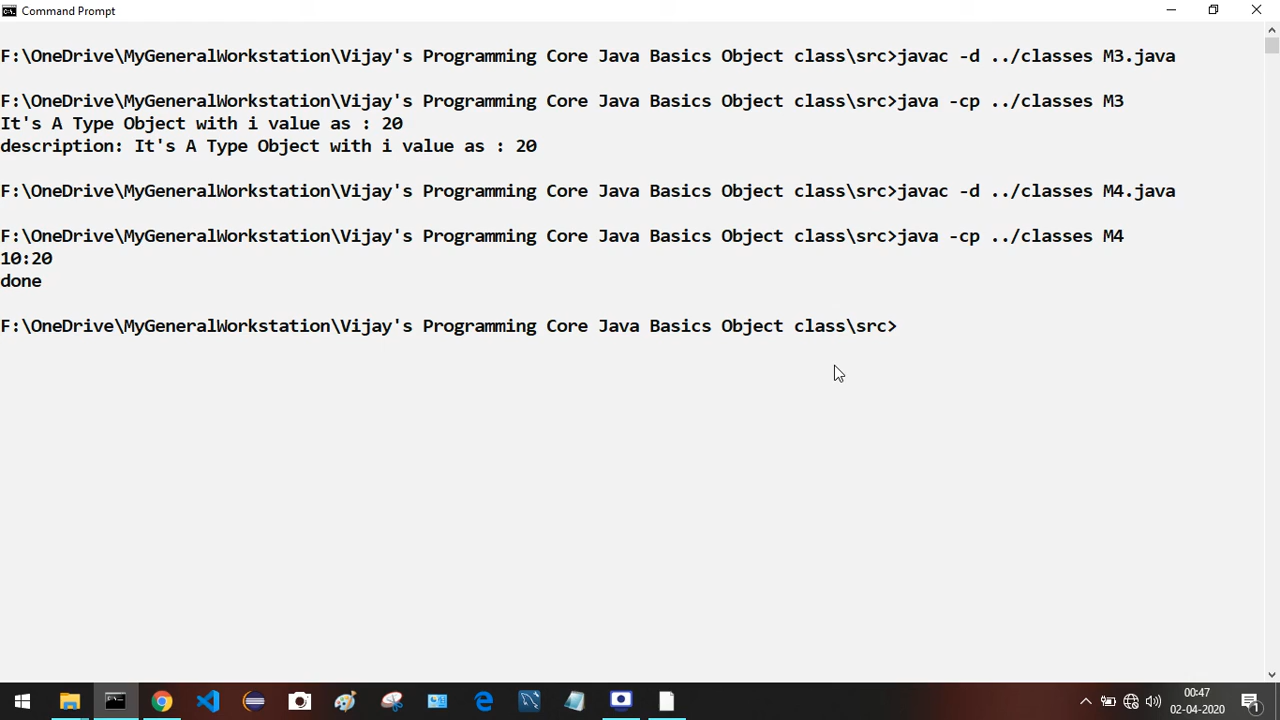 Command Prompt
F:\OneDrive\MyGeneralWorkstation\Vijay's Programming Core Java Basics Object class\src>javac -d ../classes M3.java
F:\OneDrive\MyGeneralWorkstation\Vijay's Programming Core Java Basics Object class\src>java -cp ../classes M3
It's A Type Object with i value as : 20
description: It's A Type Object with i value as : 20
F:\OneDrive\MyGeneralWorkstation\Vijay's Programming Core Java Basics Object class\src>javac -d ../classes M4.java
F:\OneDrive\MyGeneralWorkstation\Vijay's Programming Core Java Basics Object class\src>java -cp ../classes M4
10:20
done
F:\OneDrive\MyGeneralWorkstation\Vijay's Programming Core Java Basics Object class\src>
00:47
02-04-2020
1